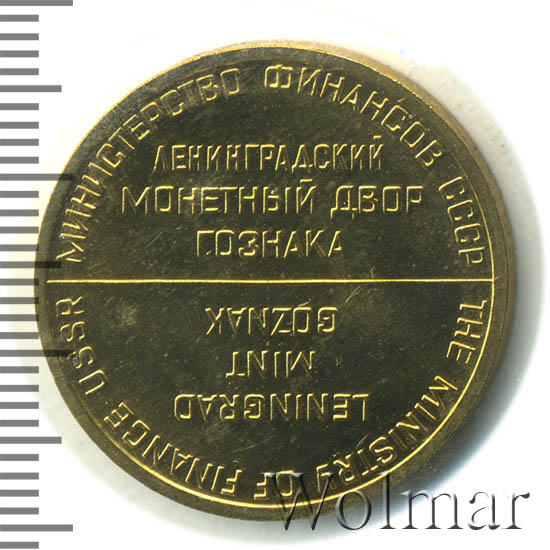 МИНИСТЕРСТВО ФИНАНСОВ СССР
ЛЕНИНГРАДСКИЙ
МОНЕТНЫЙ ДВОР
ГОЗНАКА
THE MINISTRY OF FINANCE USSR
LENINGRAD
MINT
GOZNAK
Wolmar